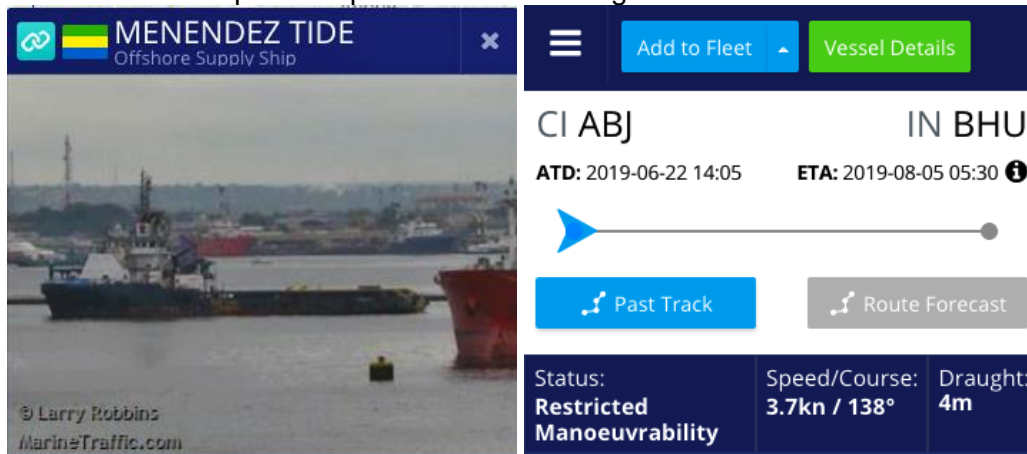 MENENDEZ TIDE
Offshore Supply Ship
© Larry Robbins
MarineTraffic.com
Add to Fleet
Vessel Details
CI ABJ
IN BHU
ATD: 2019-06-22 14:05
ETA: 2019-08-05 05:30
Past Track
Route Forecast
Status:
Restricted
Manoeuvrability
Speed/Course:
3.7kn / 138°
Draught:
4m